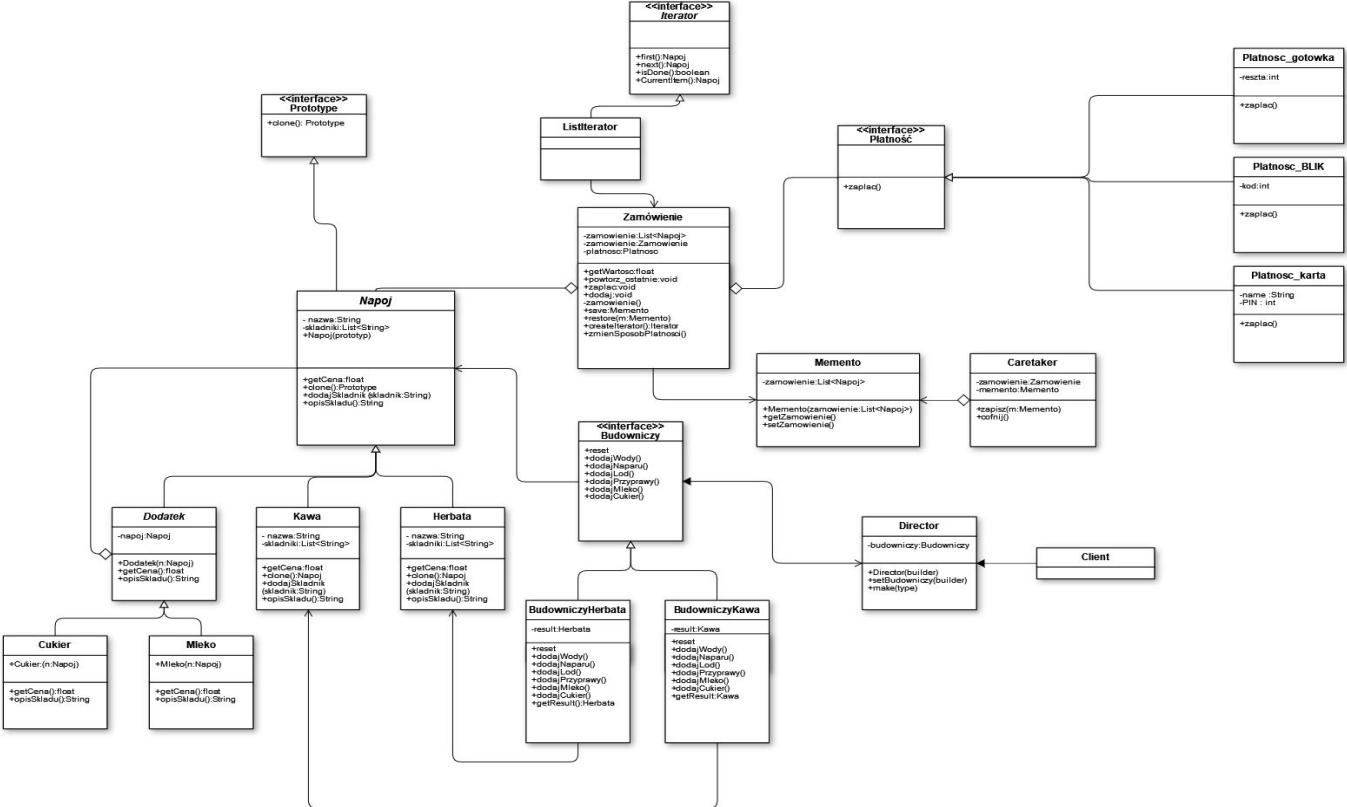 <<interface>>
Iterator
+first():Napoj
+next():Napoj
+isDone():boolean
+CurrentItem():Napoj
<<interface>>
Prototype
+clone(): Prototype
ListIterator
<<interface>>
Płatność
+zaplac()
Platnosc_gotowka
-reszta:int
+zaplac()
Platnosc_BLIK
-kod:int
+zaplac()
Platnosc_karta
-name :String
-PIN : int
+zaplac()
Zamówienie
-zamowienie:List<Napoj>
-zamowienie:Zamowienie
-platnosc:Platnosc
+getWartosc:float
+powtorz_ostatnie:void
+zaplac:void
+dodaj:void
-zamowienie()
+save:Memento
+restore(m:Memento)
+createIterator():Iterator
+zmienSposobPlatnosci()
Napoj
- nazwa:String
-skladniki:List<String>
+Napoj(prototyp)
+getCena:float
+clone():Prototype
+dodajSkladnik (skladnik:String)
+opisSkladu():String
Memento
-zamowienie:List<Napoj>
+Memento(zamowienie:List<Napoj>)
+getZamowienie()
+setZamowienie()
Caretaker
-zamowienie:Zamowienie
-memento:Memento
+zapisz(m:Memento)
+cofnij()
<<interface>>
Budowniczy
+reset
+dodajWody()
+dodajNaparu()
+dodajLod()
+dodajPrzyprawy()
+dodajMleko()
+dodajCukier()
Dodatek
-napoj:Napoj
+Dodatek(n:Napoj)
+getCena():float
+opisSkladu():String
Kawa
- nazwa:String
-skladniki:List<String>
+getCena:float
+clone():Napoj
+dodajSkladnik
(skladnik:String)
+opisSkladu():String
Herbata
- nazwa:String
-skladniki:List<String>
+getCena:float
+clone():Napoj
+dodajSkladnik
(skladnik:String)
+opisSkladu():String
Director
-budowniczy:Budowniczy
+Director(builder)
+setBudowniczy(builder)
+make(type)
Client
BudowniczyHerbata
-result:Herbata
+reset
+dodajWody()
+dodajNaparu()
+dodajLod()
+dodajPrzyprawy()
+dodajMleko()
+dodajCukier()
+getResult():Herbata
BudowniczyKawa
-result:Kawa
+reset
+dodajWody()
+dodajNaparu()
+dodajLod()
+dodajPrzyprawy()
+dodajMleko()
+dodajCukier()
+getResult:Kawa
Cukier
+Cukier:(n:Napoj)
+getCena():float
+opisSkladu():String
Mleko
+Mleko(n:Napoj)
+getCena():float
+opisSkladu():String